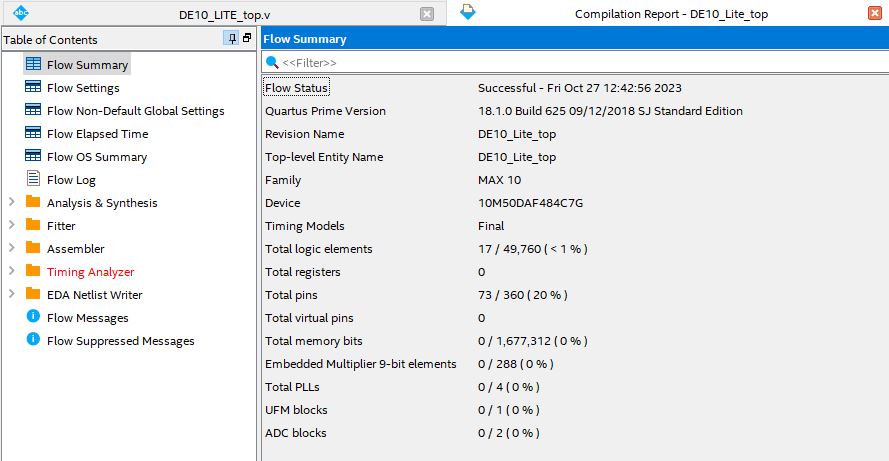 DE10_LITE_top.v
Compilation Report - DE10_Lite_top
Table of Contents
Flow Summary
Flow Settings
Flow Non-Default Global Settings
Flow Elapsed Time
Flow OS Summary
Flow Log
Analysis & Synthesis
Fitter
Assembler
Timing Analyzer
EDA Netlist Writer
Flow Messages
Flow Suppressed Messages
Flow Summary
<<Filter>>
Flow Status Successful - Fri Oct 27 12:42:56 2023
Quartus Prime Version 18.1.0 Build 625 09/12/2018 SJ Standard Edition
Revision Name DE10_Lite_top
Top-level Entity Name DE10_Lite_top
Family MAX 10
Device 10M50DAF484C7G
Timing Models Final
Total logic elements 17 / 49,760 ( < 1 % )
Total registers 0
Total pins 73 / 360 ( 20 % )
Total virtual pins 0
Total memory bits 0 / 1,677,312 ( 0 % )
Embedded Multiplier 9-bit elements 0 / 288 ( 0 % )
Total PLLs 0 / 4 ( 0 % )
UFM blocks 0 / 1 ( 0 % )
ADC blocks 0 / 2 ( 0 % )